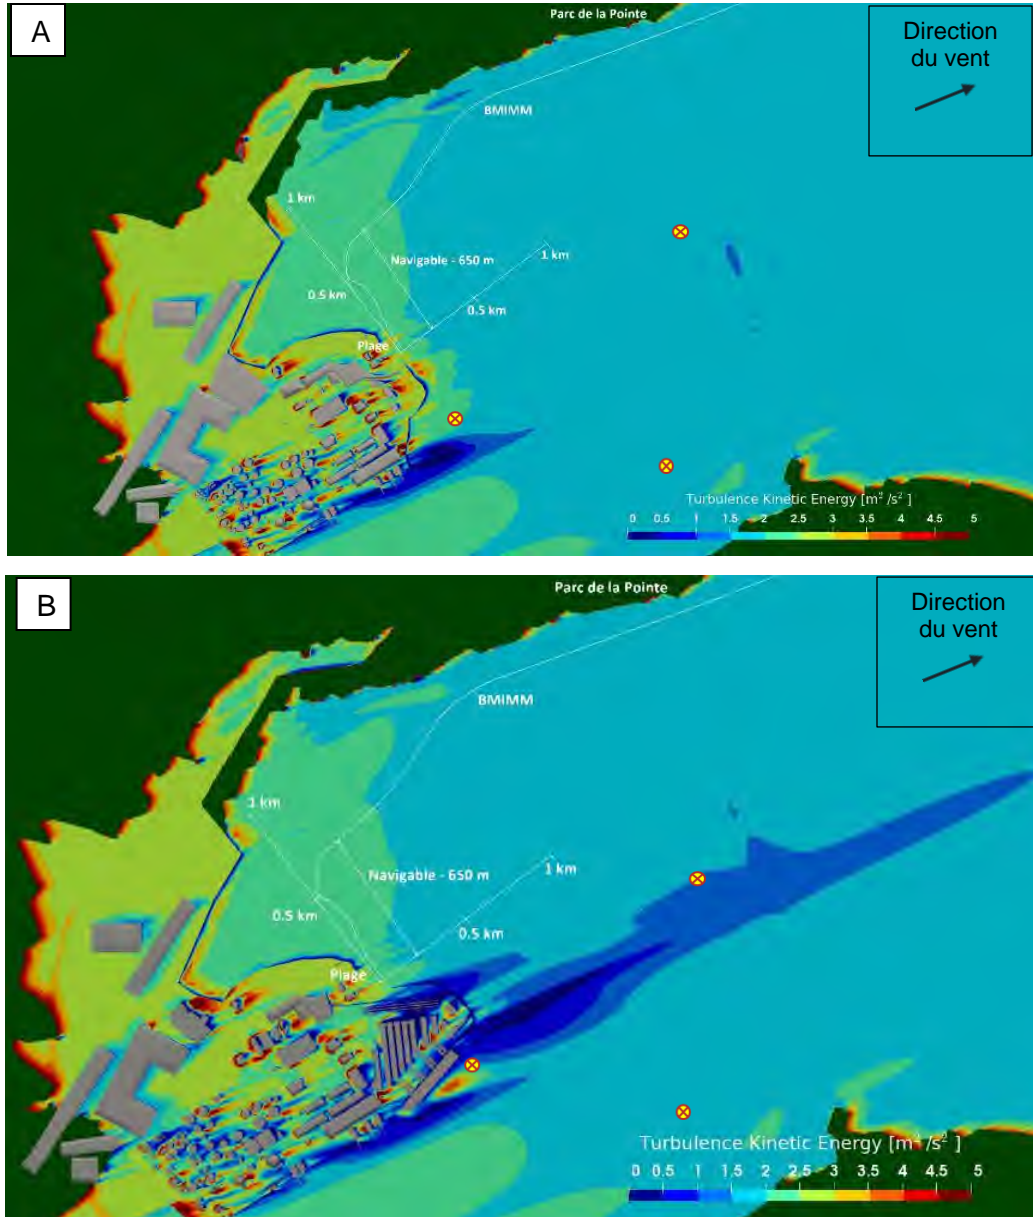 A
Parc de la Pointe
Direction
du vent
BMIMM
1 km
Navigable - 650 m
1 km
0.5 km
0.5 km
Plage
Turbulence Kinetic Energy [m²/s²]
0 0.5 1 1.5 2 2.5 3 3.5 4 4.5 5
B
Parc de la Pointe
Direction
du vent
BMIMM
1 km
Navigable - 650 m
1 km
0.5 km
0.5 km
Plage
Turbulence Kinetic Energy [m²/s²]
0 0.5 1 1.5 2 2.5 3 3.5 4 4.5 5